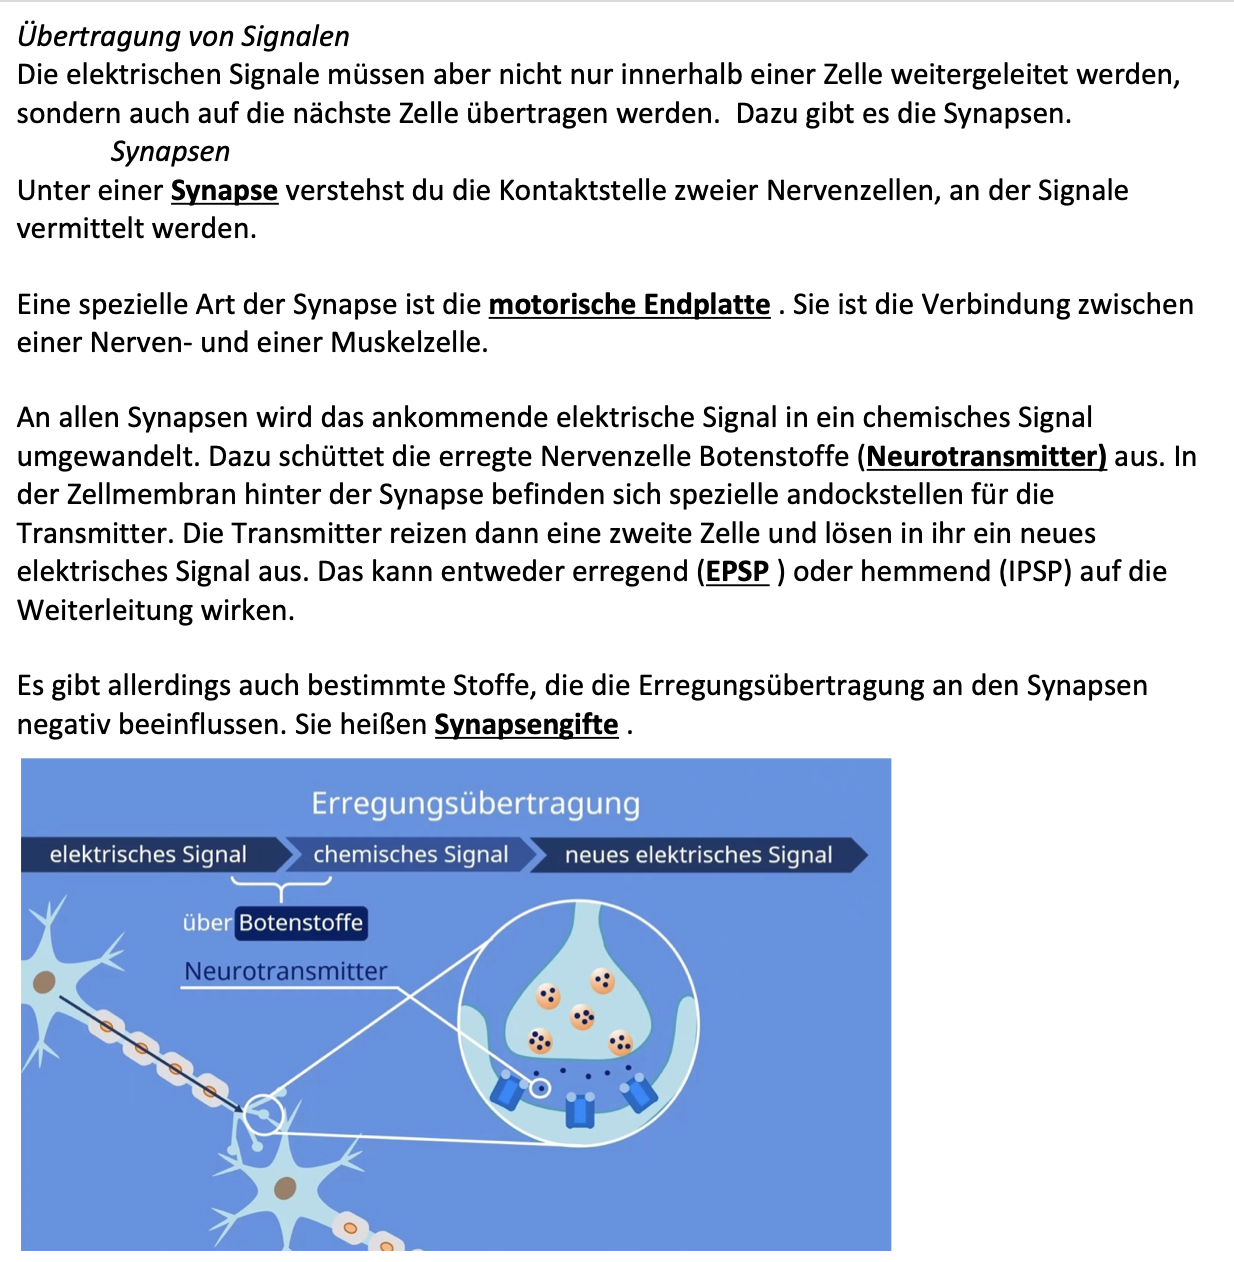 Übertragung von Signalen
Die elektrischen Signale müssen aber nicht nur innerhalb einer Zelle weitergeleitet werden,
sondern auch auf die nächste Zelle übertragen werden.  Dazu gibt es die Synapsen.
Synapsen
Unter einer Synapse verstehst du die Kontaktstelle zweier Nervenzellen, an der Signale
vermittelt werden.
Eine spezielle Art der Synapse ist die motorische Endplatte . Sie ist die Verbindung zwischen
einer Nerven- und einer Muskelzelle.
An allen Synapsen wird das ankommende elektrische Signal in ein chemisches Signal
umgewandelt. Dazu schüttet die erregte Nervenzelle Botenstoffe (Neurotransmitter) aus. In
der Zellmembran hinter der Synapse befinden sich spezielle andockstellen für die
Transmitter. Die Transmitter reizen dann eine zweite Zelle und lösen in ihr ein neues
elektrisches Signal aus. Das kann entweder erregend (EPSP ) oder hemmend (IPSP) auf die
Weiterleitung wirken.
Es gibt allerdings auch bestimmte Stoffe, die die Erregungsübertragung an den Synapsen
negativ beeinflussen. Sie heißen Synapsengifte .
Erregungsübertragung
elektrisches Signal chemisches Signal neues elektrisches Signal
über Botenstoffe
Neurotransmitter